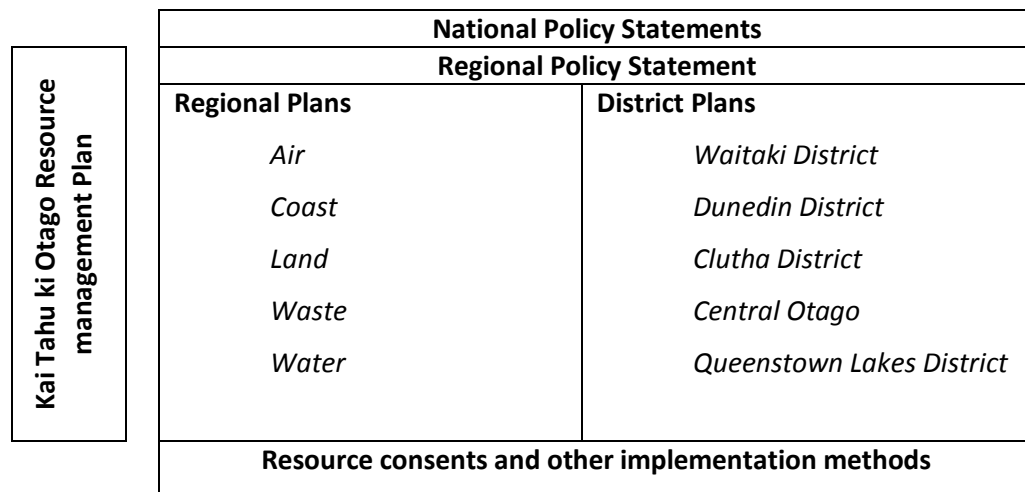 Kai Tahu ki Otago Resource
management Plan
National Policy Statements
Regional Policy Statement
Regional Plans
Air
Coast
Land
Waste
Water
District Plans
Waitaki District
Dunedin District
Clutha District
Central Otago
Queenstown Lakes District
Resource consents and other implementation methods